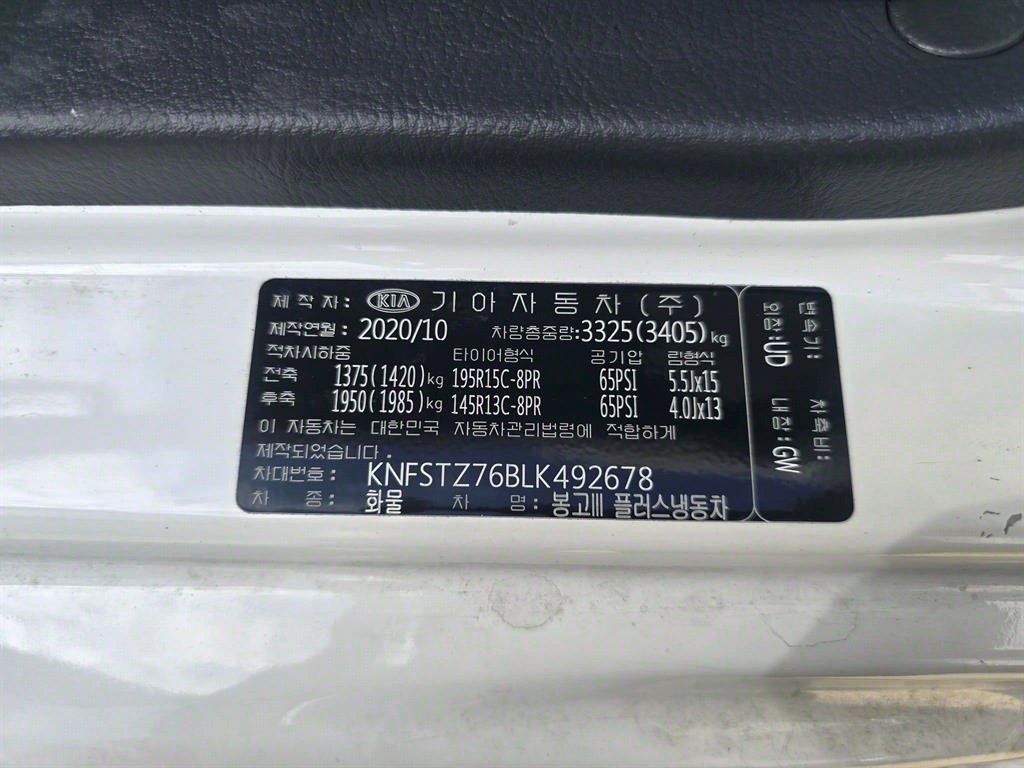 제 작 자: KIA 기아자동차(주)
제작연월: 2020/10 차량총중량:3325(3405)kg
적차시하중 타이어형식 공기압 림형식
전축 1375(1420)kg 195R15C-8PR 65PSI 5.5Jx15
후축 1950(1985)kg 145R13C-8PR 65PSI 4.0Jx13
이 자동차는 대한민국 자동차관리법령에 적합하게
제작되었습니다.
차대번호: KNFSTZ76BLK492678
차 종: 화물 차 명: 봉고III 플러스냉동차
변속기: 차축비:
외장:UD 내장:GW